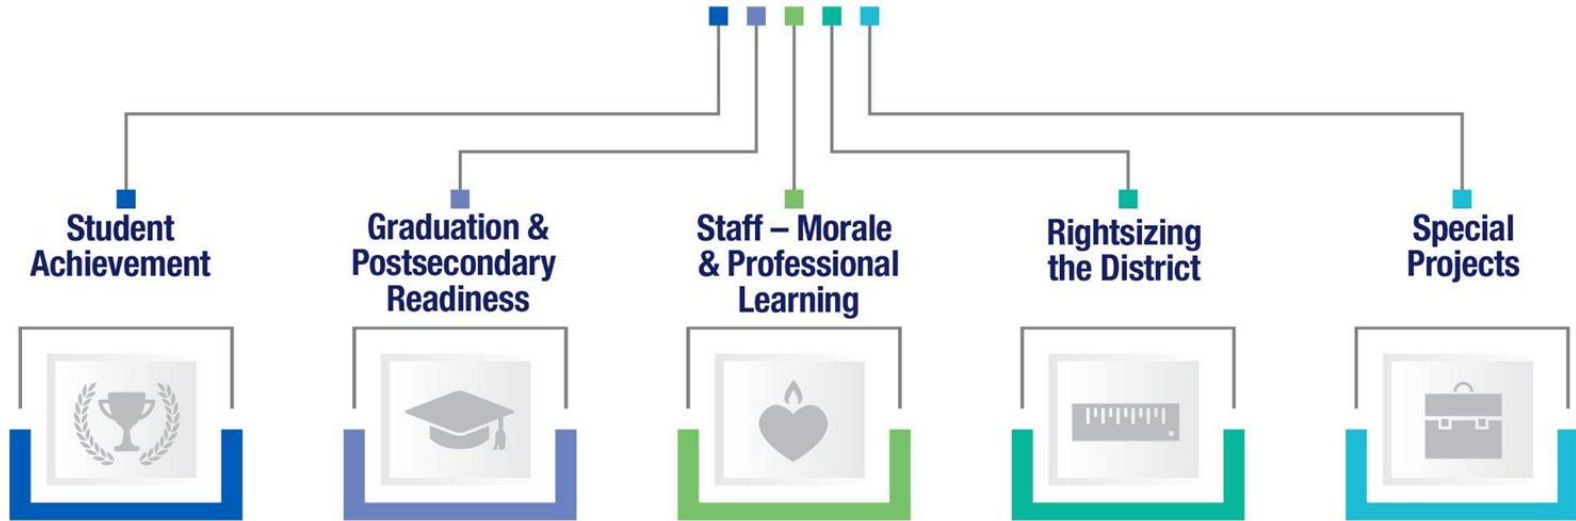 Student
Achievement
Graduation &
Postsecondary
Readiness
Staff – Morale
& Professional
Learning
Rightsizing
the District
Special
Projects